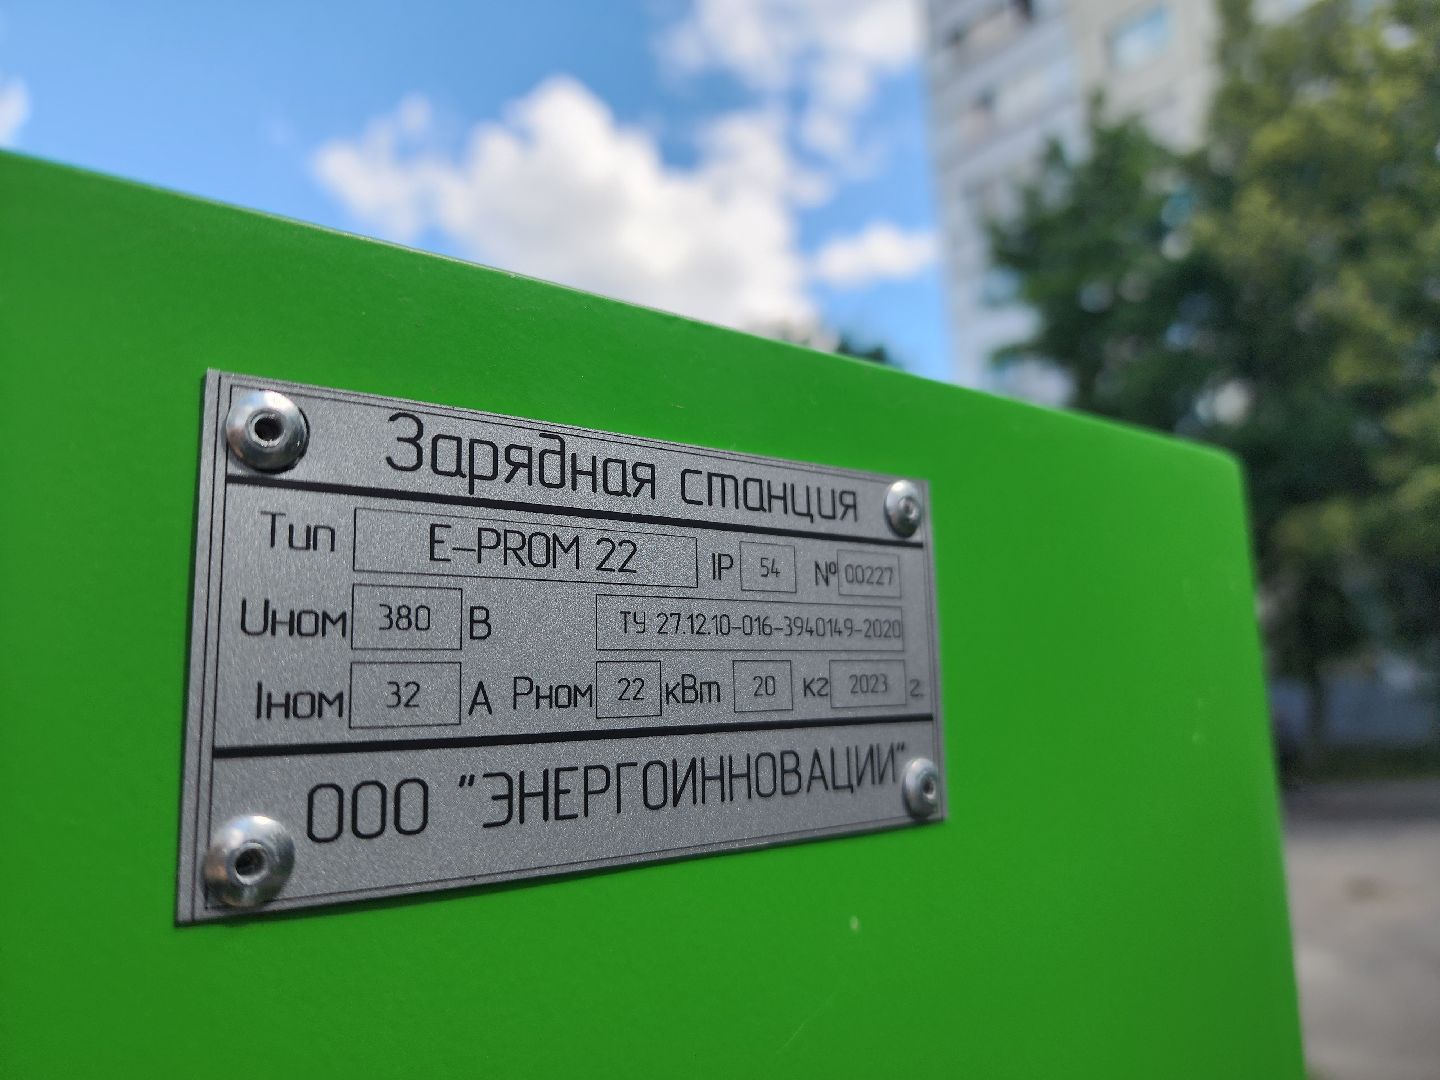 Зарядная станция
Тип E-PROM 22 IP 54 № 00227
Uном 380 В ТУ 27.12.10-016-3940149-2020
Iном 32 А Рном 22 кВт 20 кг 2023 г.
ООО "ЭНЕРГОИННОВАЦИИ"